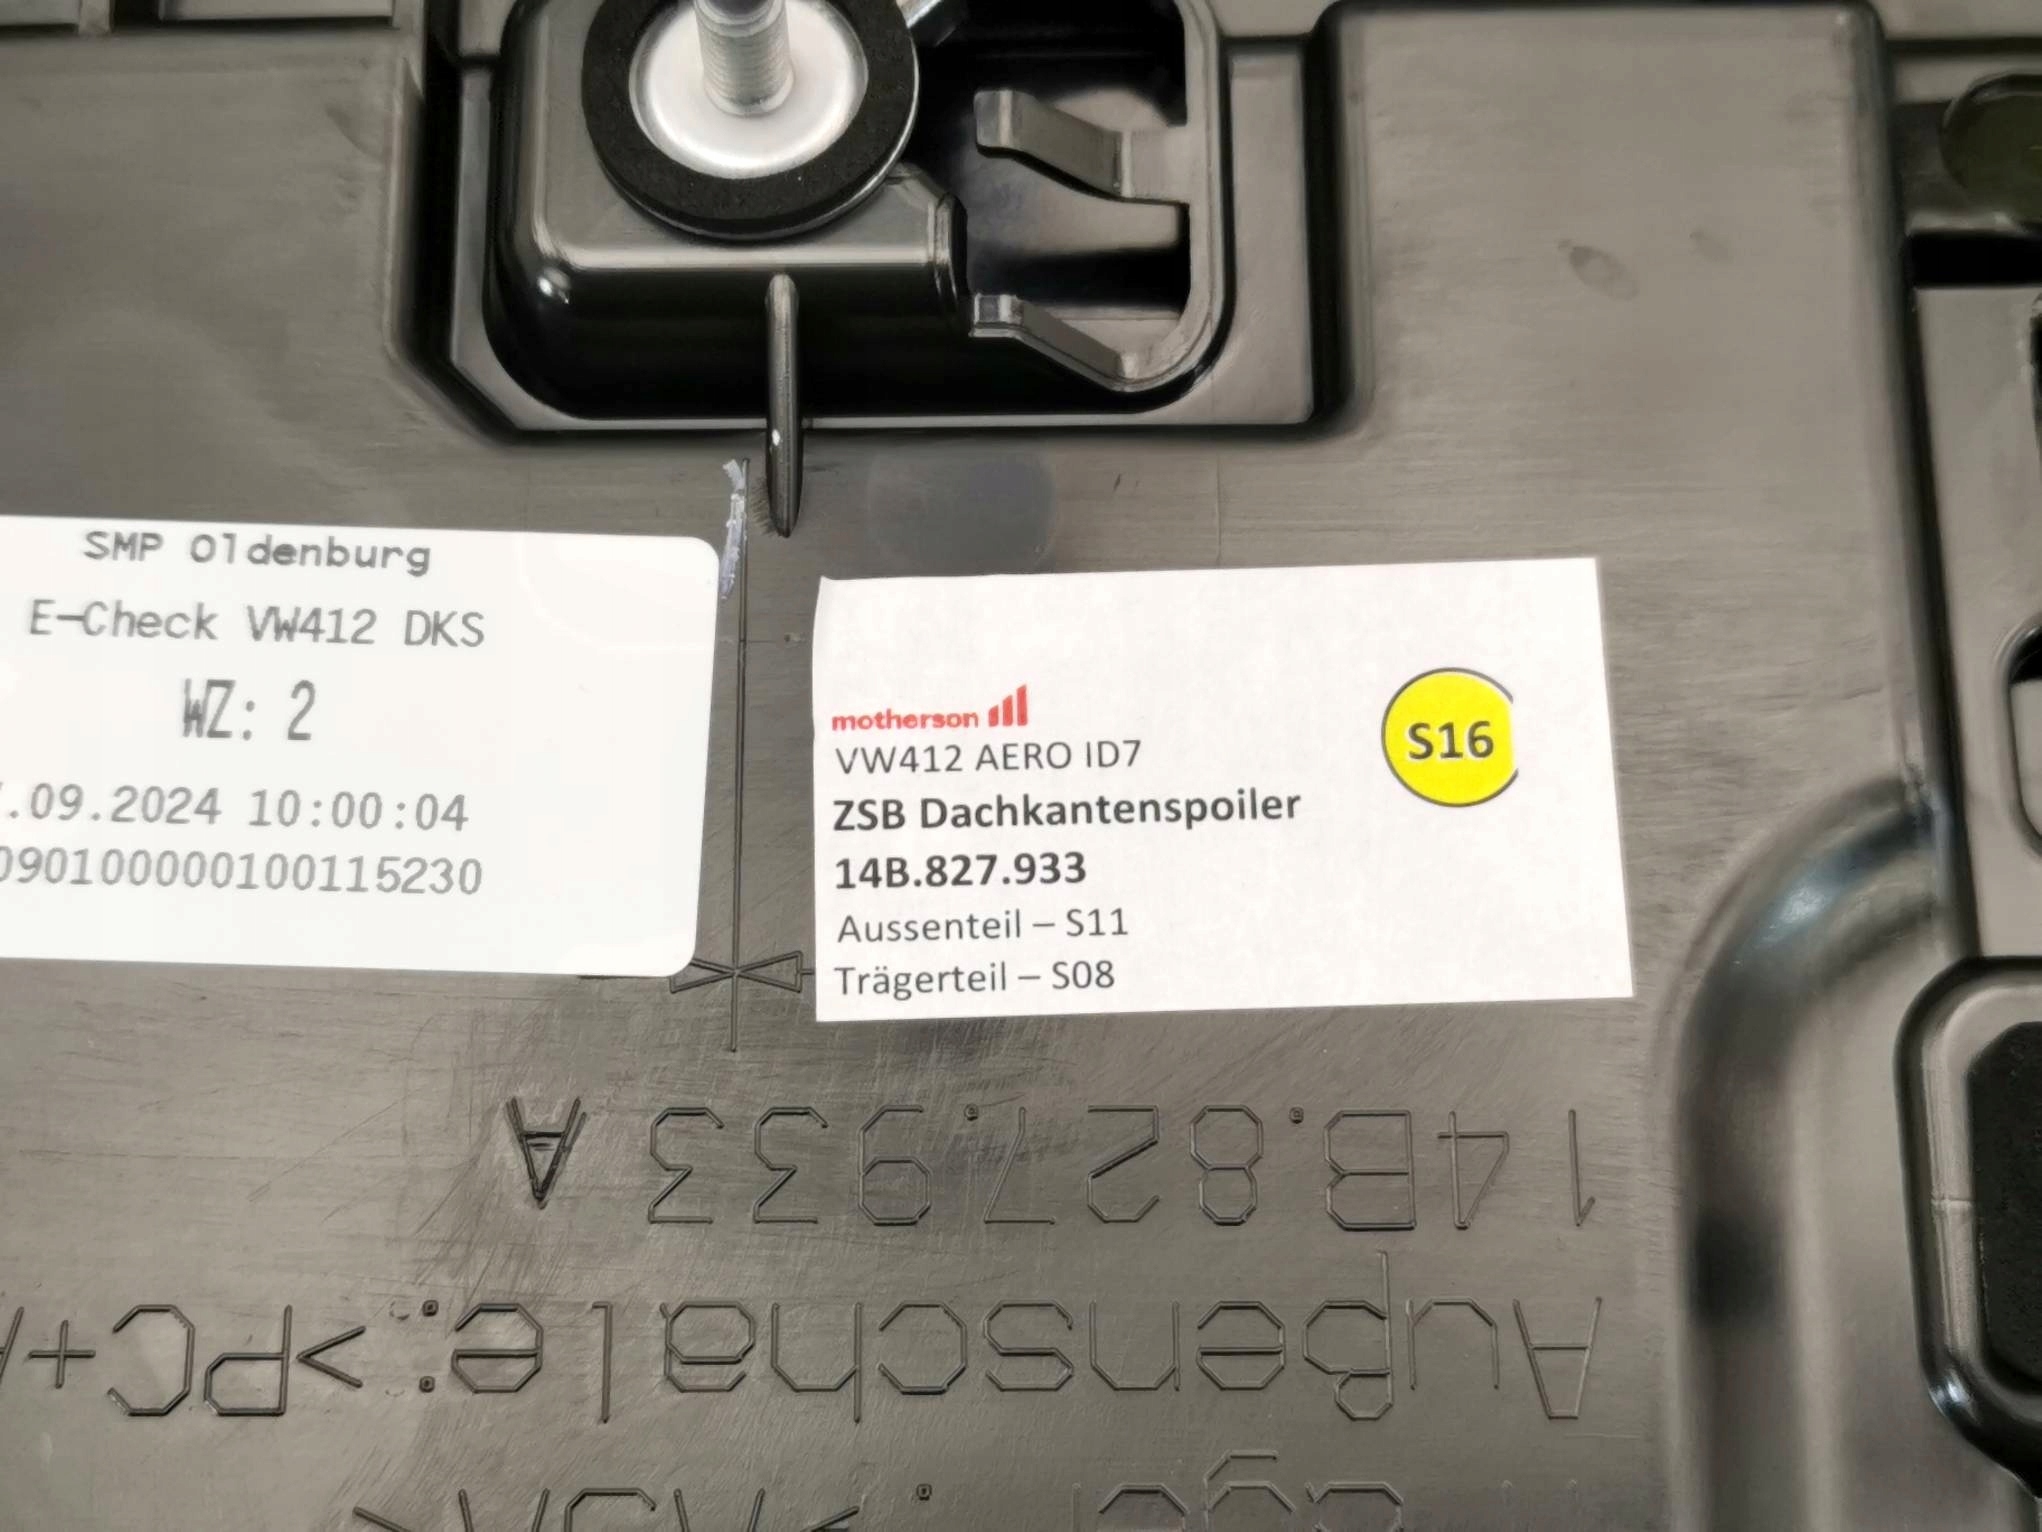 SMP Oldenburg
E-Check VW412 DKS
WZ: 2
.09.2024 10:00:04
090100000100115230
motherson
VW412 AERO ID7
ZSB Dachkantenspoiler
14B.827.933
Aussenteil – S11
Trägerteil – S08
S16
14B.827.933 A
Außenschale: >PC+